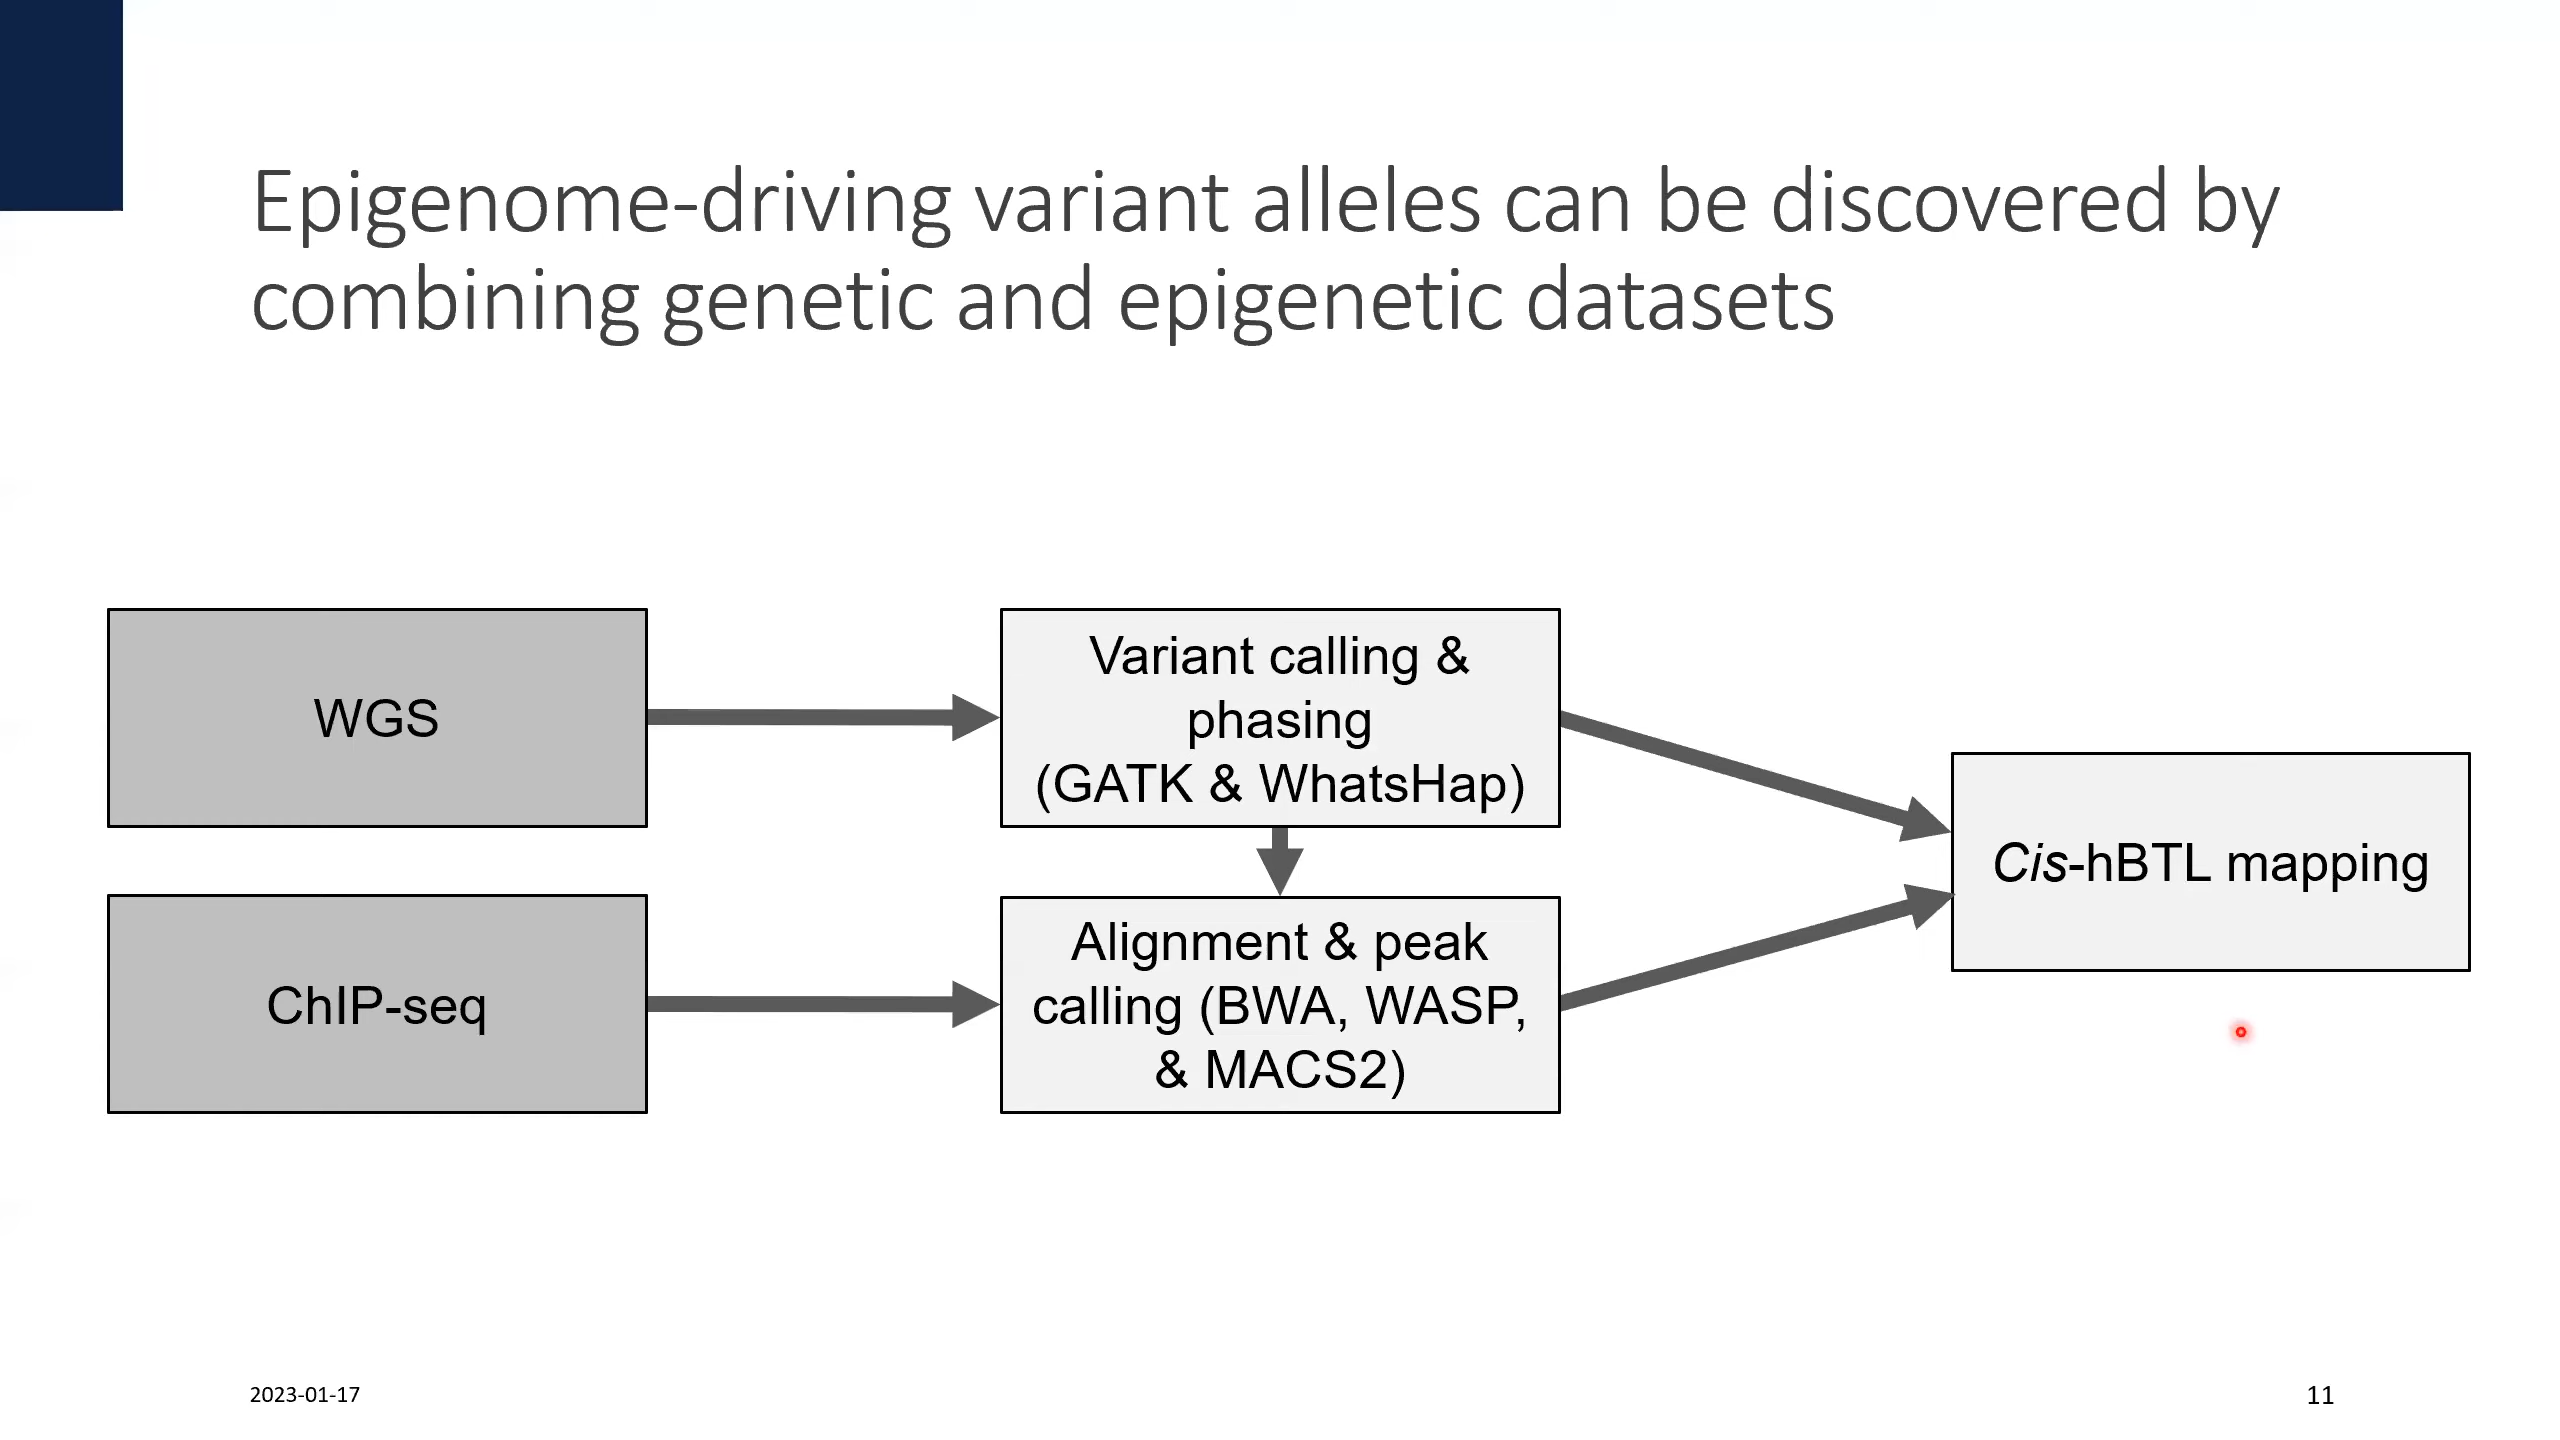 Epigenome-driving variant alleles can be discovered by
combining genetic and epigenetic datasets
WGS
Variant calling &
phasing
(GATK & WhatsHap)
ChIP-seq
Alignment & peak
calling (BWA, WASP,
& MACS2)
Cis-hBTL mapping
2023-01-17
11